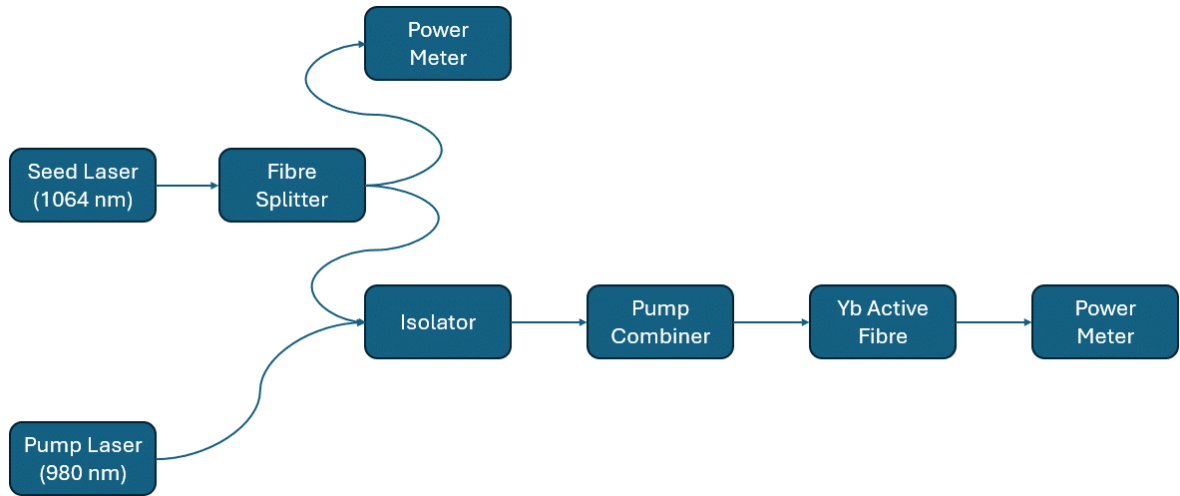 Power
Meter
Seed Laser
(1064 nm)
Fibre
Splitter
Isolator
Pump
Combiner
Yb Active
Fibre
Power
Meter
Pump Laser
(980 nm)